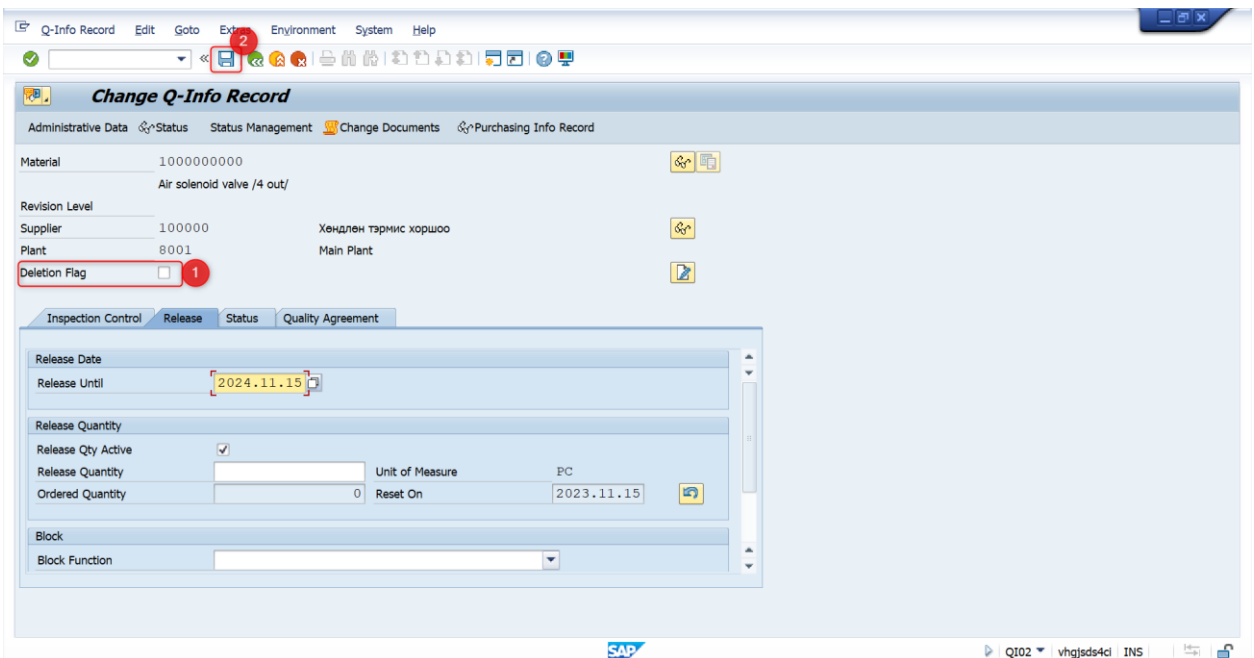 Q-Info Record Edit Goto Extras Environment System Help
2
Change Q-Info Record
Administrative Data Status Status Management Change Documents Purchasing Info Record
Material 1000000000
Air solenoid valve /4 out/
Revision Level
Supplier 100000 Хөндлөн тэрмис хоршоо
Plant 8001 Main Plant
Deletion Flag 1
Inspection Control Release Status Quality Agreement
Release Date
Release Until 2024.11.15
Release Quantity
Release Qty Active
Release Quantity Unit of Measure PC
Ordered Quantity 0 Reset On 2023.11.15
Block
Block Function
SAP QI02 vhgjsds4ci INS